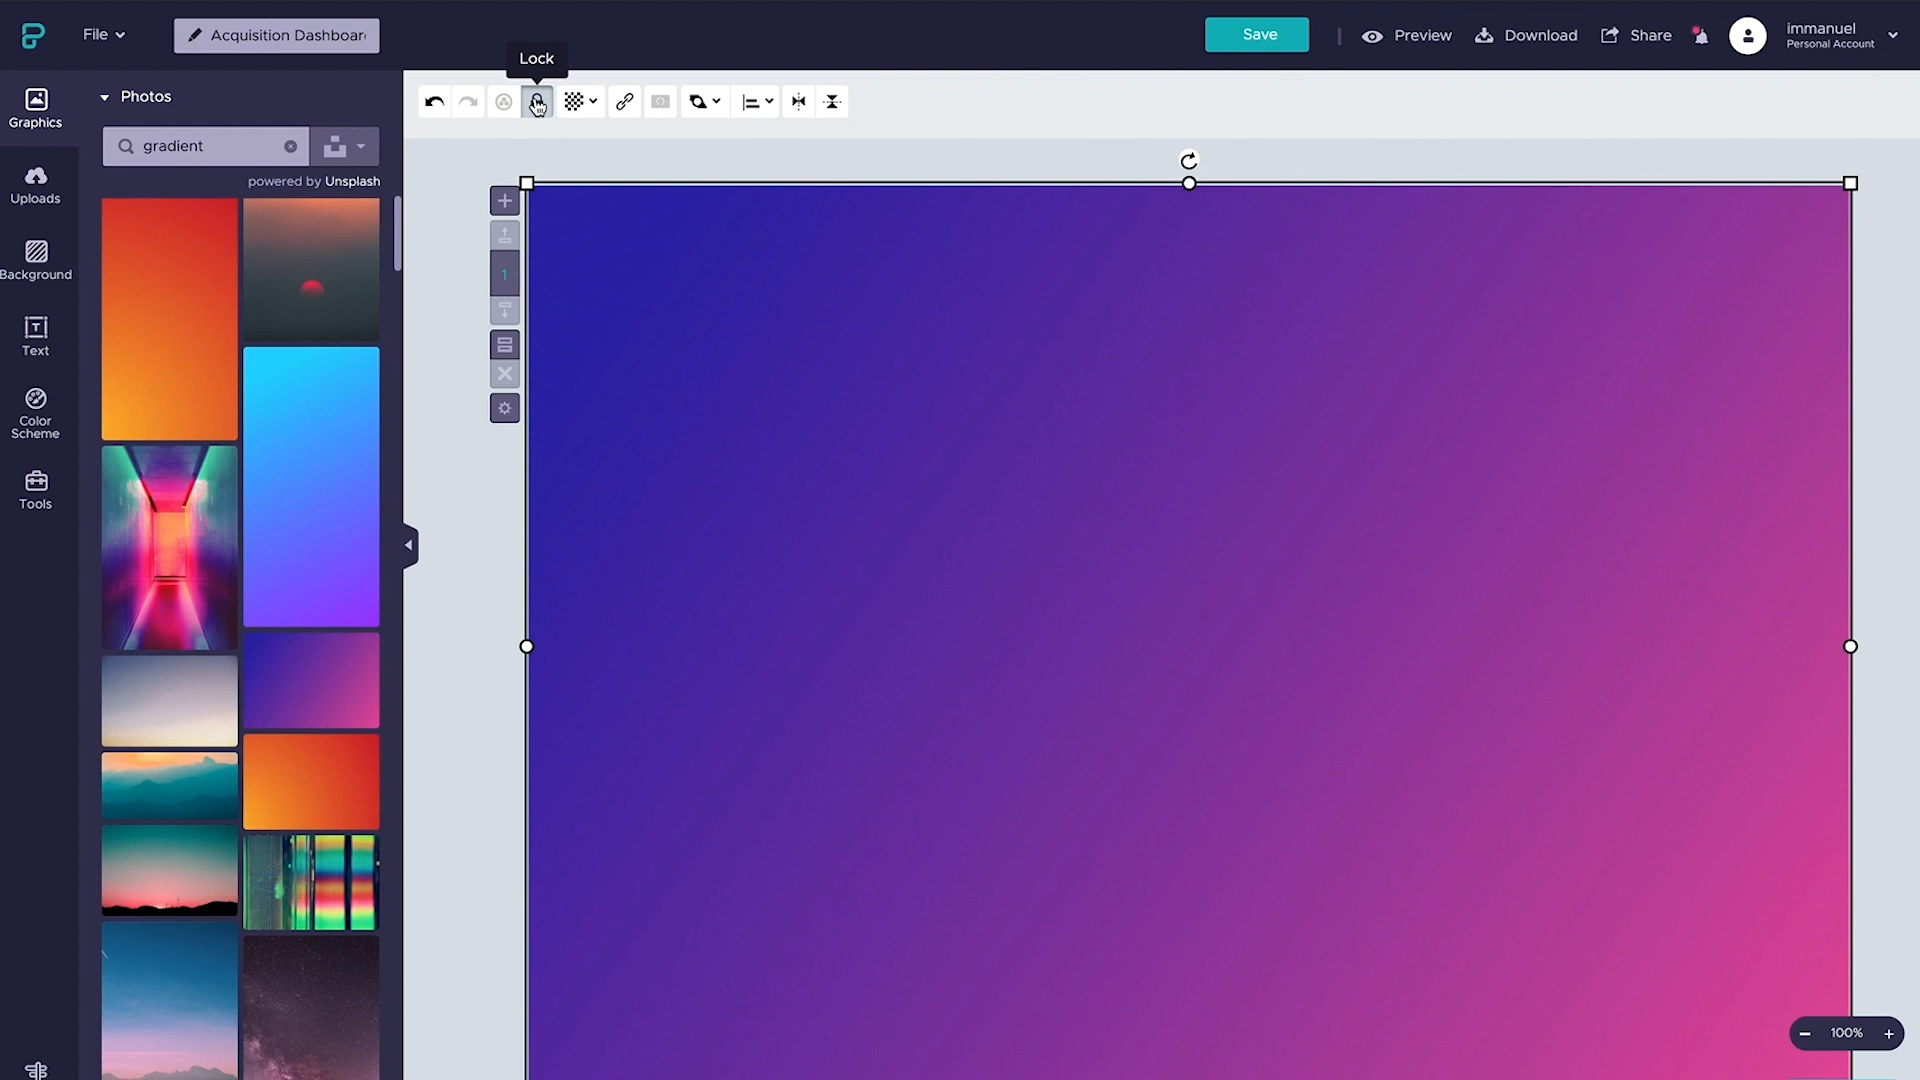 File
Acquisition Dashboar
Save
Preview
Download
Share
immanuel
Personal Account
Lock
Graphics
Uploads
Background
Text
Color
Scheme
Tools
Photos
gradient
powered by Unsplash
1
100%